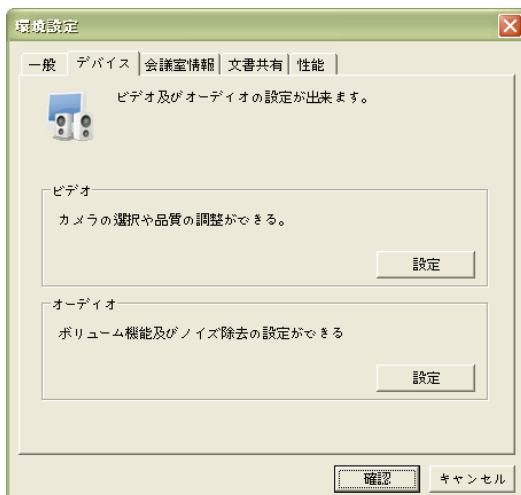 環境設定
一般 デバイス 会議室情報 文書共有 性能
ビデオ及びオーディオの設定が出来ます。
ビデオ
カメラの選択や品質の調整ができる。
設定
オーディオ
ボリューム機能及びノイズ除去の設定ができる
設定
確認 キャンセル